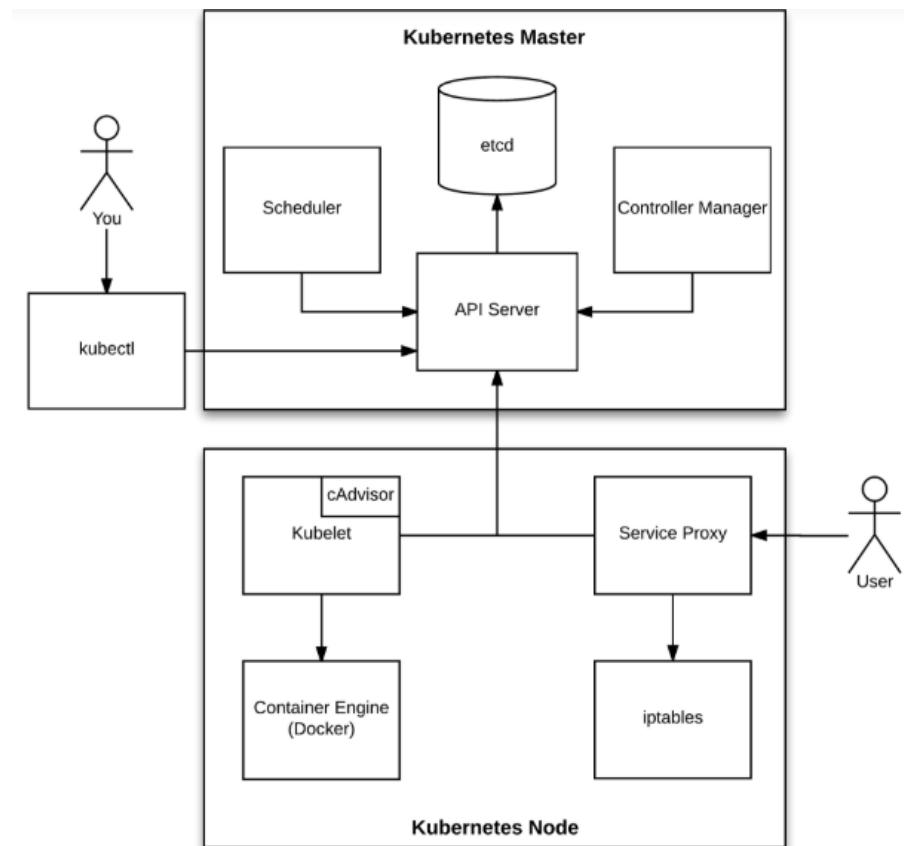 Kubernetes Master
etcd
Scheduler
Controller Manager
You
API Server
kubectl
cAdvisor
Kubelet
Service Proxy
User
Container Engine
(Docker)
iptables
Kubernetes Node